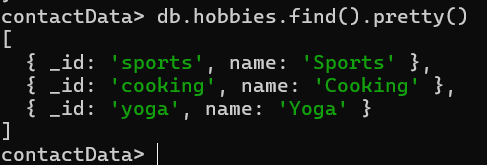 contactData> db.hobbies.find().pretty()
[
  { _id: 'sports', name: 'Sports' },
  { _id: 'cooking', name: 'Cooking' },
  { _id: 'yoga', name: 'Yoga' }
]
contactData>